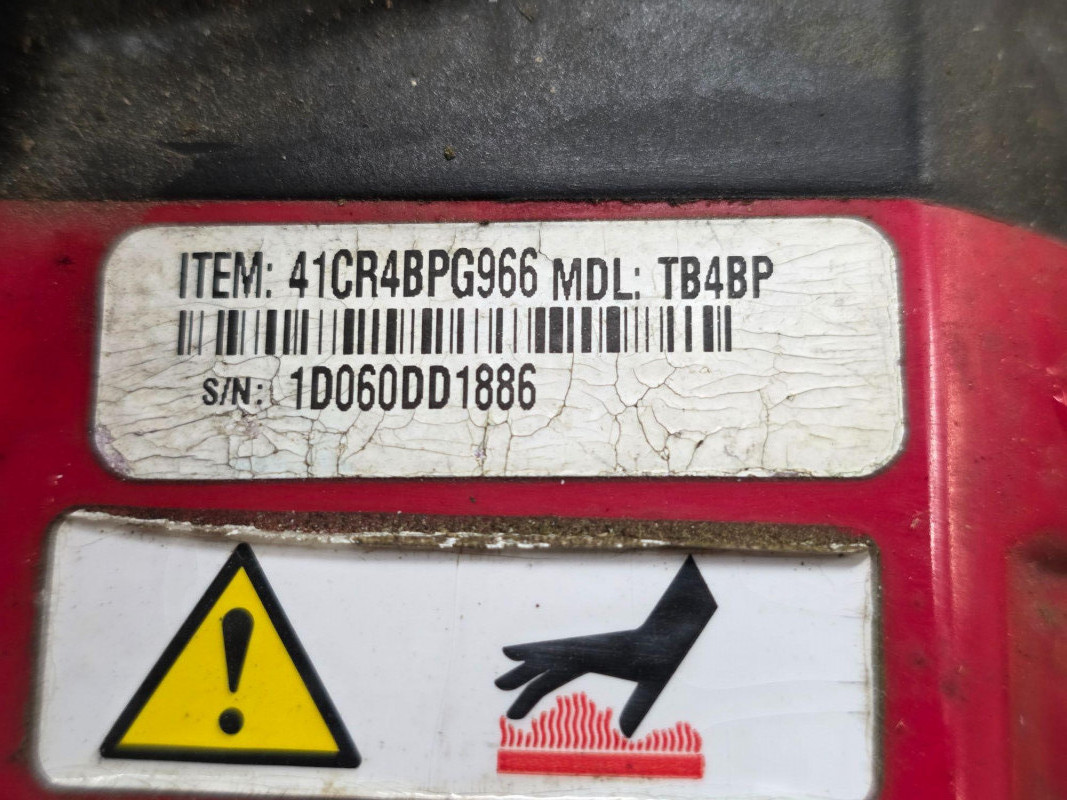 ITEM: 41CR4BPG966 MDL: TB4BP
S/N: 1D060DD1886